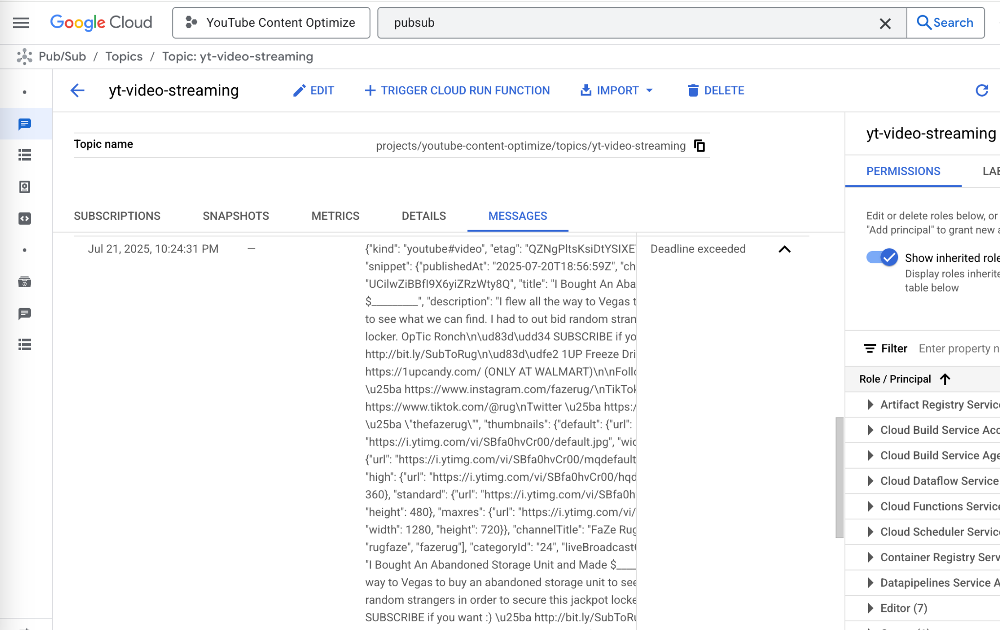 Google Cloud
YouTube Content Optimize
pubsub
Search
Pub/Sub / Topics / Topic: yt-video-streaming
yt-video-streaming
EDIT
TRIGGER CLOUD RUN FUNCTION
IMPORT
DELETE
Topic name
projects/youtube-content-optimize/topics/yt-video-streaming
SUBSCRIPTIONS
SNAPSHOTS
METRICS
DETAILS
MESSAGES
Jul 21, 2025, 10:24:31 PM
—
{"kind": "youtube#video", "etag": "QZNgPltsKsiDtYSIXE
"snippet": {"publishedAt": "2025-07-20T18:56:59Z", "ch
"UCilwZiBBfI9X6yiZRzWty8Q", "title": "I Bought An Aba
$_________", "description": "I flew all the way to Vegas t
to see what we can find. I had to out bid random stran
locker. OpTic Ronch\n\ud83d\udd34 SUBSCRIBE if yo
http://bit.ly/SubToRug\n\ud83d\udfe2 1UP Freeze Dri
https://1upcandy.com/ (ONLY AT WALMART)\n\nFollo
\u25ba https://www.instagram.com/fazerug/\nTikTok
https://www.tiktok.com/@rug\nTwitter \u25ba https:/
\u25ba \"thefazerug\"", "thumbnails": {"default": {"url":
"https://i.ytimg.com/vi/SBfa0hvCr00/default.jpg", "wid
{"url": "https://i.ytimg.com/vi/SBfa0hvCr00/mqdefault
"high": {"url": "https://i.ytimg.com/vi/SBfa0hvCr00/hqd
360}, "standard": {"url": "https://i.ytimg.com/vi/SBfa0h
"height": 480}, "maxres": {"url": "https://i.ytimg.com/vi/
"width": 1280, "height": 720}}, "channelTitle": "FaZe Rug
"rugfaze", "fazerug"], "categoryId": "24", "liveBroadcast
"I Bought An Abandoned Storage Unit and Made $____
way to Vegas to buy an abandoned storage unit to see
random strangers in order to secure this jackpot locke
SUBSCRIBE if you want :) \u25ba http://bit.ly/SubToRu
Deadline exceeded
yt-video-streaming
PERMISSIONS
LAB
Edit or delete roles below, or
"Add principal" to grant new a
Show inherited role
Display roles inherite
table below
Filter
Enter property n
Role / Principal
Artifact Registry Servic
Cloud Build Service Acc
Cloud Build Service Age
Cloud Dataflow Service
Cloud Functions Service
Cloud Scheduler Servic
Container Registry Serv
Datapipelines Service A
Editor (7)